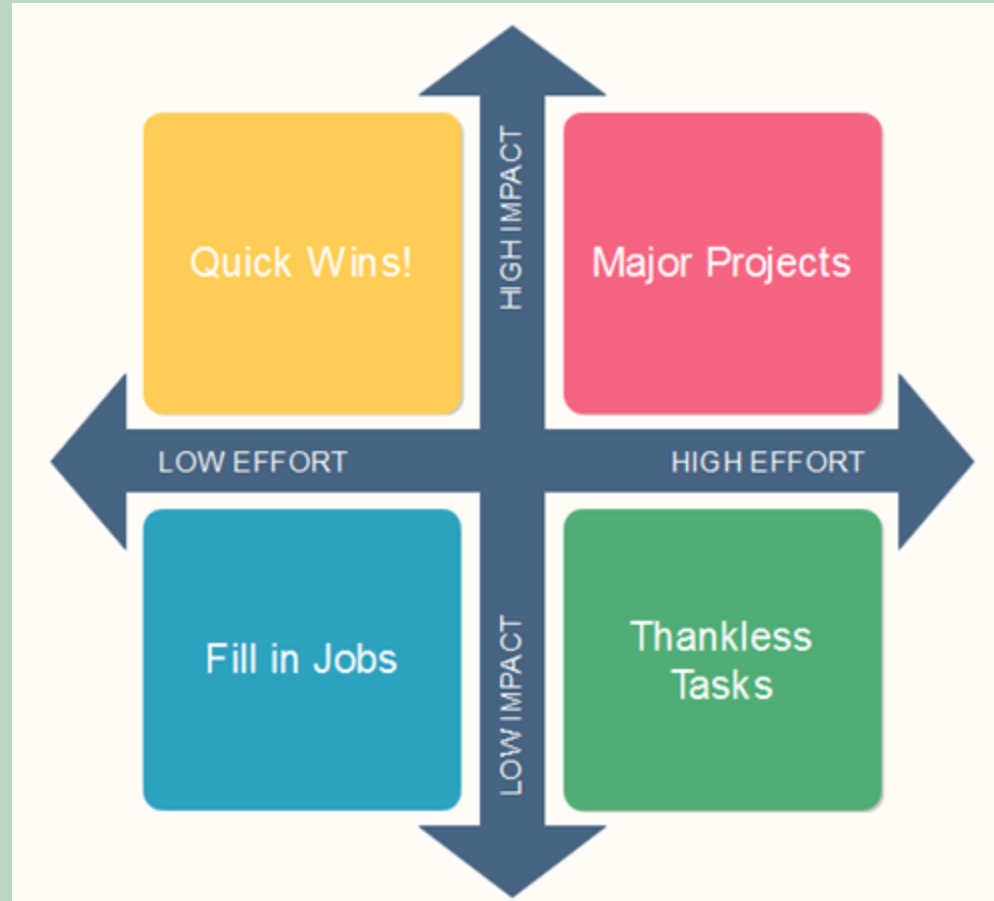 HIGH IMPACT
Quick Wins!
Major Projects
LOW EFFORT
HIGH EFFORT
Fill in Jobs
Thankless
Tasks
LOW IMPACT